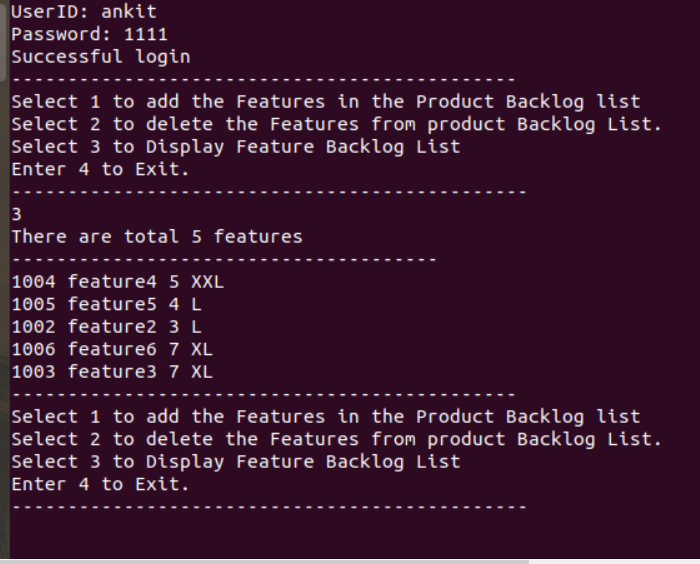 UserID: ankit
Password: 1111
Successful login
---------------------------------------------
Select 1 to add the Features in the Product Backlog list
Select 2 to delete the Features from product Backlog List.
Select 3 to Display Feature Backlog List
Enter 4 to Exit.
----------------------------------------------
3
There are total 5 features
--------------------------------------
1004 feature4 5 XXL
1005 feature5 4 L
1002 feature2 3 L
1006 feature6 7 XL
1003 feature3 7 XL
---------------------------------------------
Select 1 to add the Features in the Product Backlog list
Select 2 to delete the Features from product Backlog List.
Select 3 to Display Feature Backlog List
Enter 4 to Exit.
----------------------------------------------